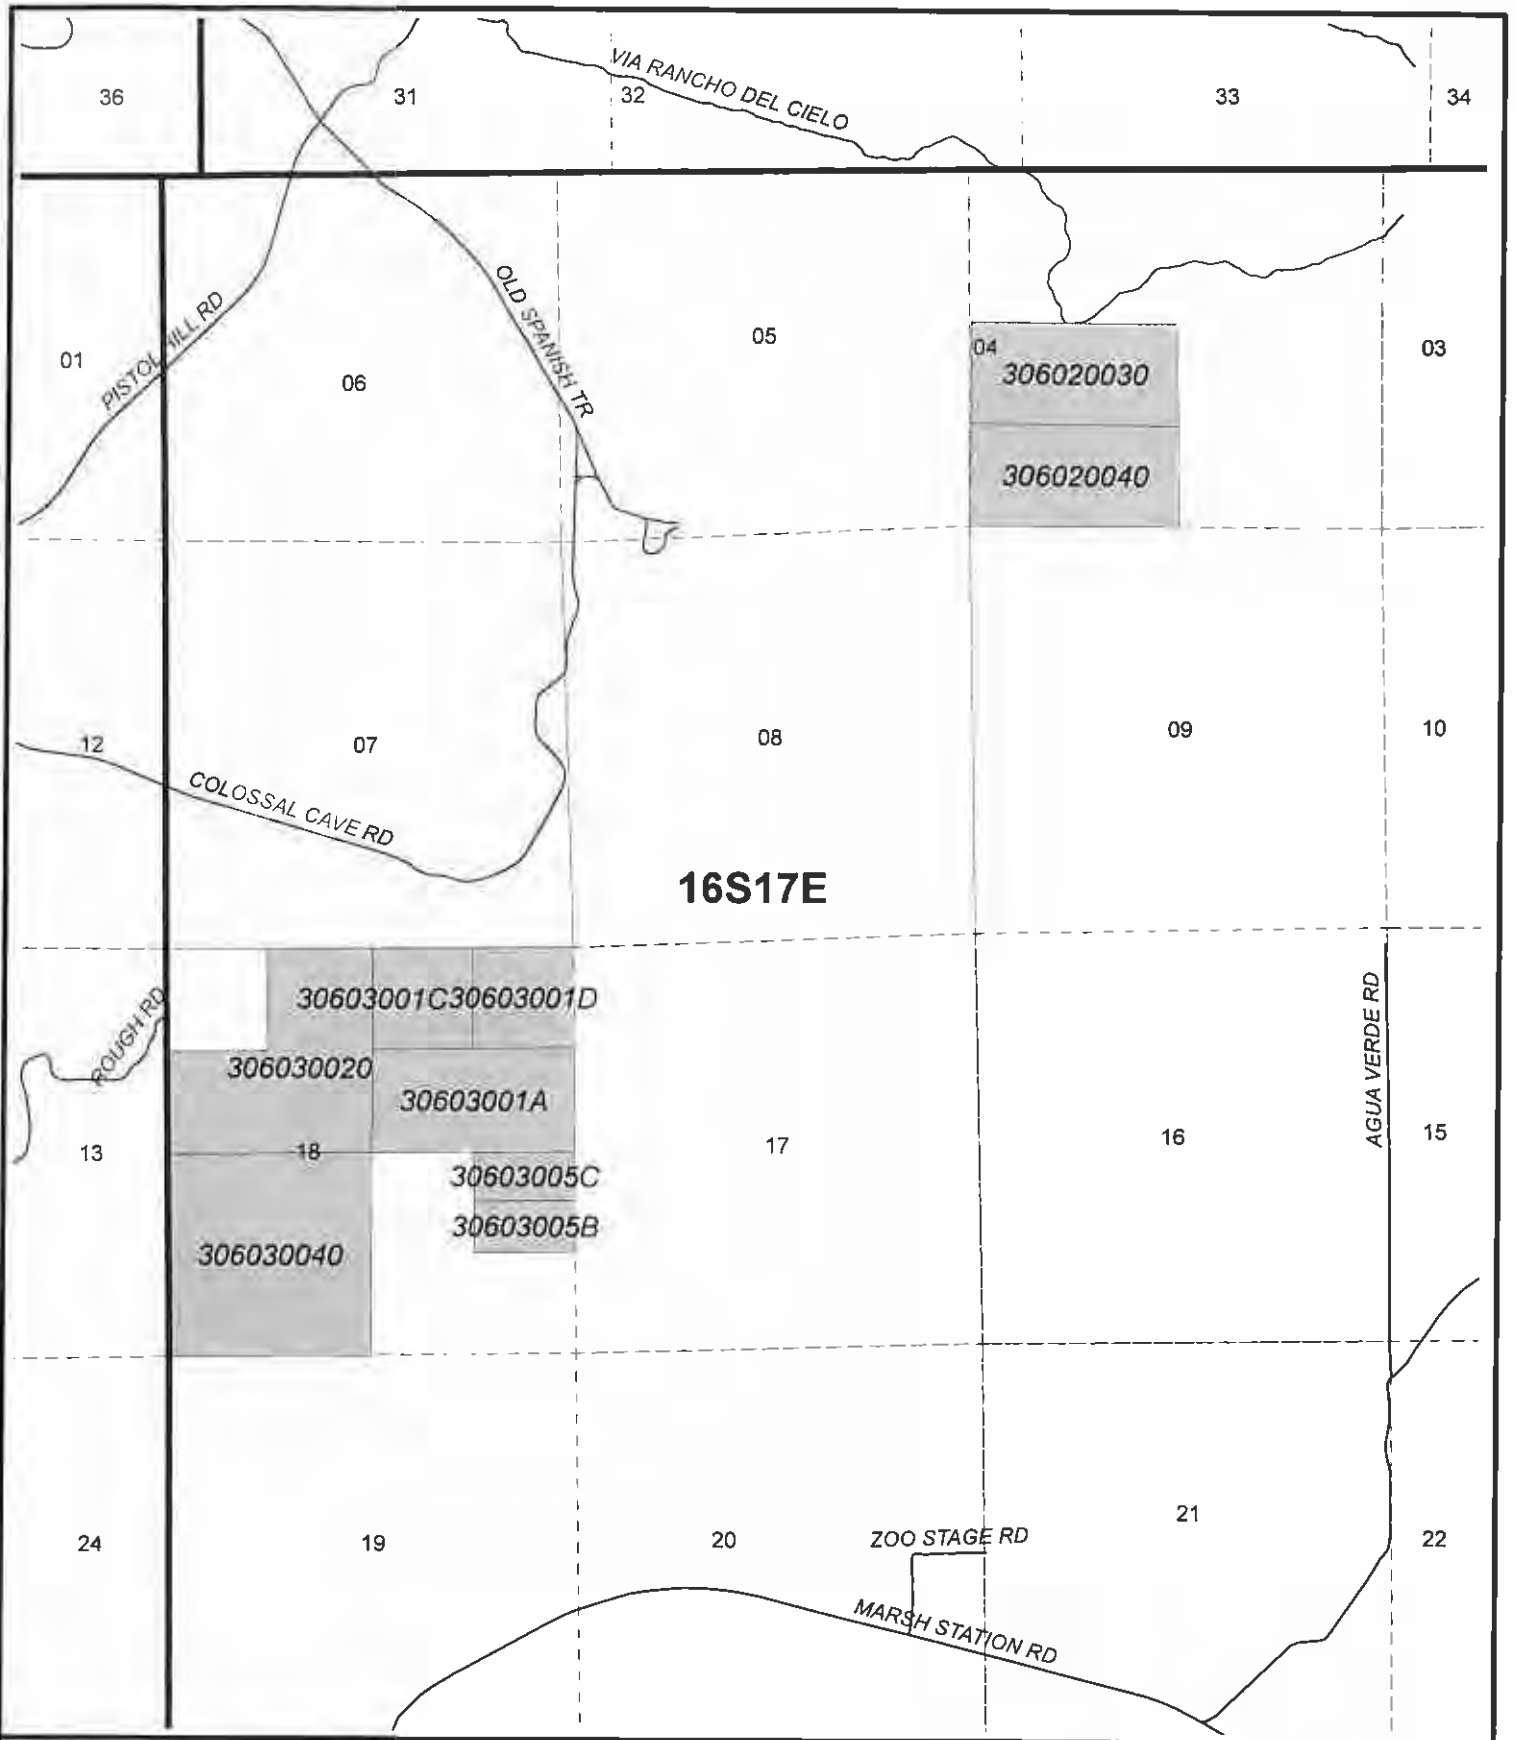 36
31
32
VIA RANCHO DEL CIELO
33
34
01
PISTOL HILL RD
06
OLD SPANISH TR
05
04
306020030
03
306020040
12
07
08
09
10
COLOSSAL CAVE RD
16S17E
ROUGH RD
30603001C
30603001D
AGUA VERDE RD
306030020
30603001A
13
18
17
16
15
30603005C
30603005B
306030040
24
19
20
ZOO STAGE RD
21
22
MARSH STATION RD